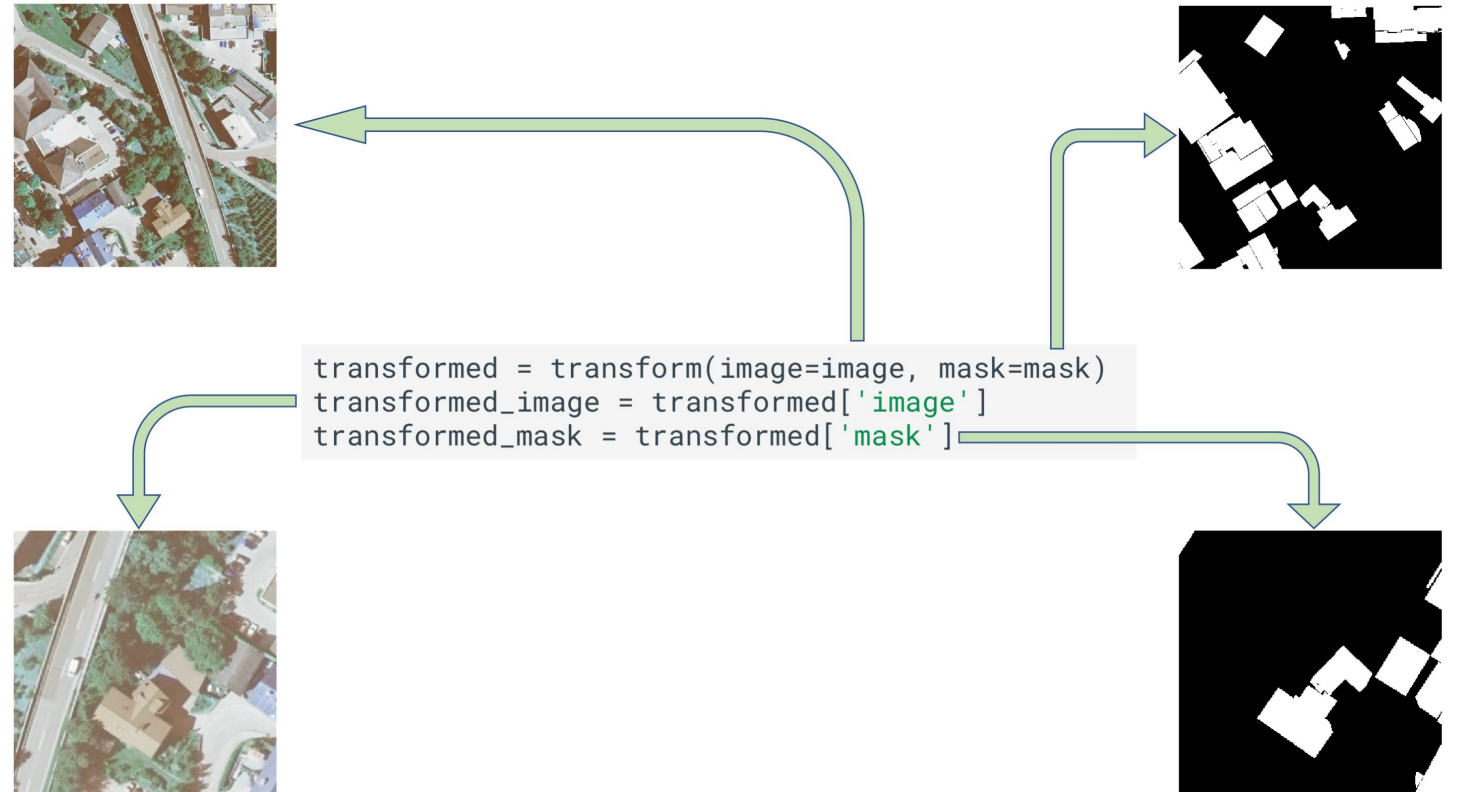 transformed = transform(image=image, mask=mask)
transformed_image = transformed['image']
transformed_mask = transformed['mask']